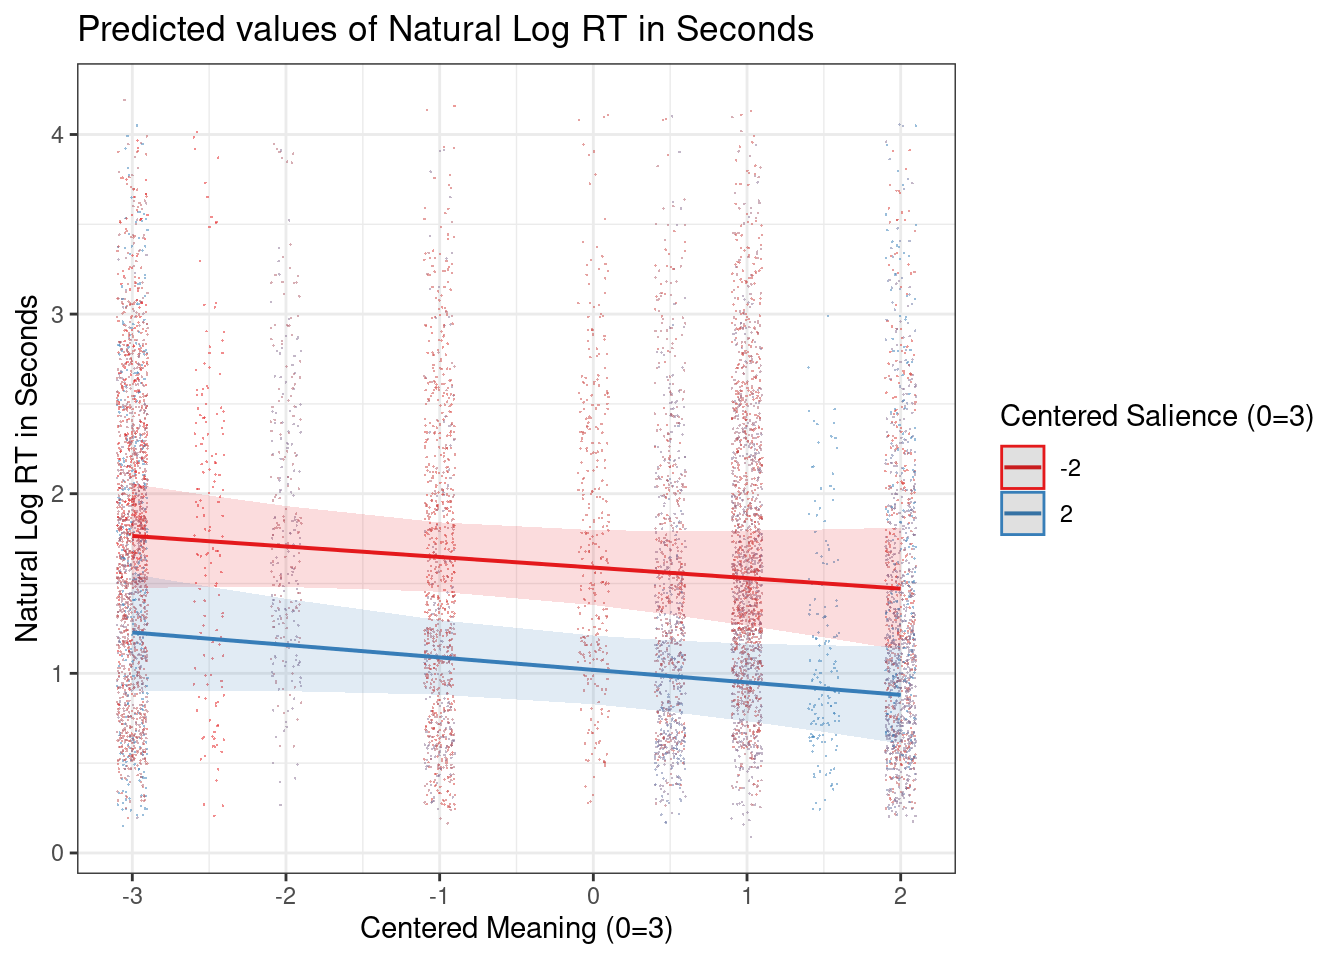 Predicted values of Natural Log RT in Seconds
Natural Log RT in Seconds
4
3
2
1
0
-3 -2 -1 0 1 2
Centered Meaning (0=3)
Centered Salience (0=3)
-2
2